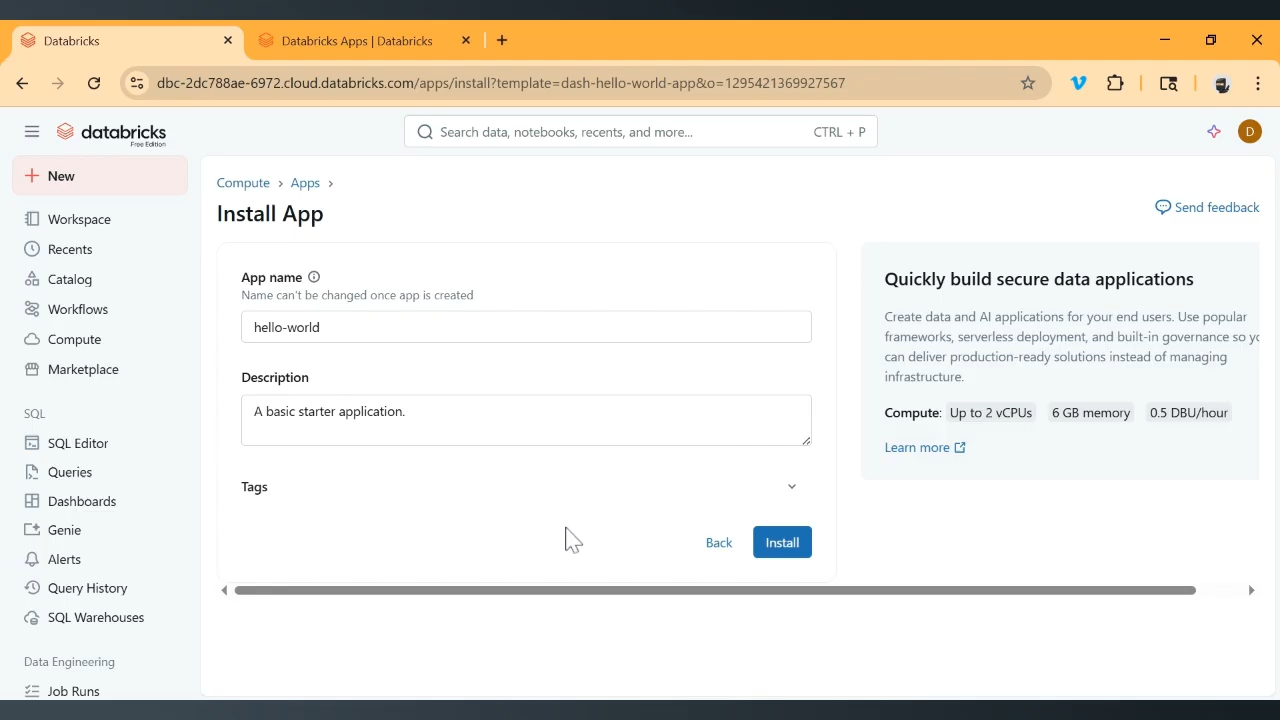 Databricks
Databricks Apps | Databricks
dbc-2dc788ae-6972.cloud.databricks.com/apps/install?template=dash-hello-world-app&o=1295421369927567
databricks
Free Edition
Search data, notebooks, recents, and more...
CTRL + P
D
New
Workspace
Recents
Catalog
Workflows
Compute
Marketplace
SQL
SQL Editor
Queries
Dashboards
Genie
Alerts
Query History
SQL Warehouses
Data Engineering
Job Runs
Compute › Apps ›
Install App
Send feedback
App name
Name can't be changed once app is created
hello-world
Description
A basic starter application.
Tags
Back
Install
Quickly build secure data applications
Create data and AI applications for your end users. Use popular
frameworks, serverless deployment, and built-in governance so yo
can deliver production-ready solutions instead of managing
infrastructure.
Compute: Up to 2 vCPUs 6 GB memory 0.5 DBU/hour
Learn more